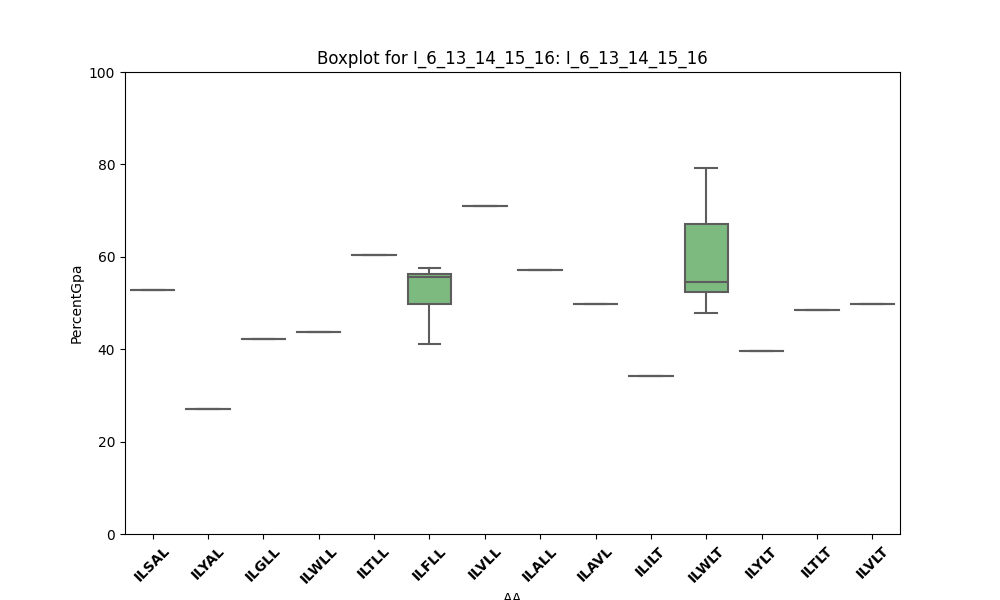 Boxplot for I_6_13_14_15_16: I_6_13_14_15_16
100
80
60
40
20
0
PercentGpa
ILSAL ILYAL ILGLL ILWLL ILTLL ILFLL ILVLL ILALL ILAVL ILILT ILWLT ILYLT ILTLT ILVLT
AA